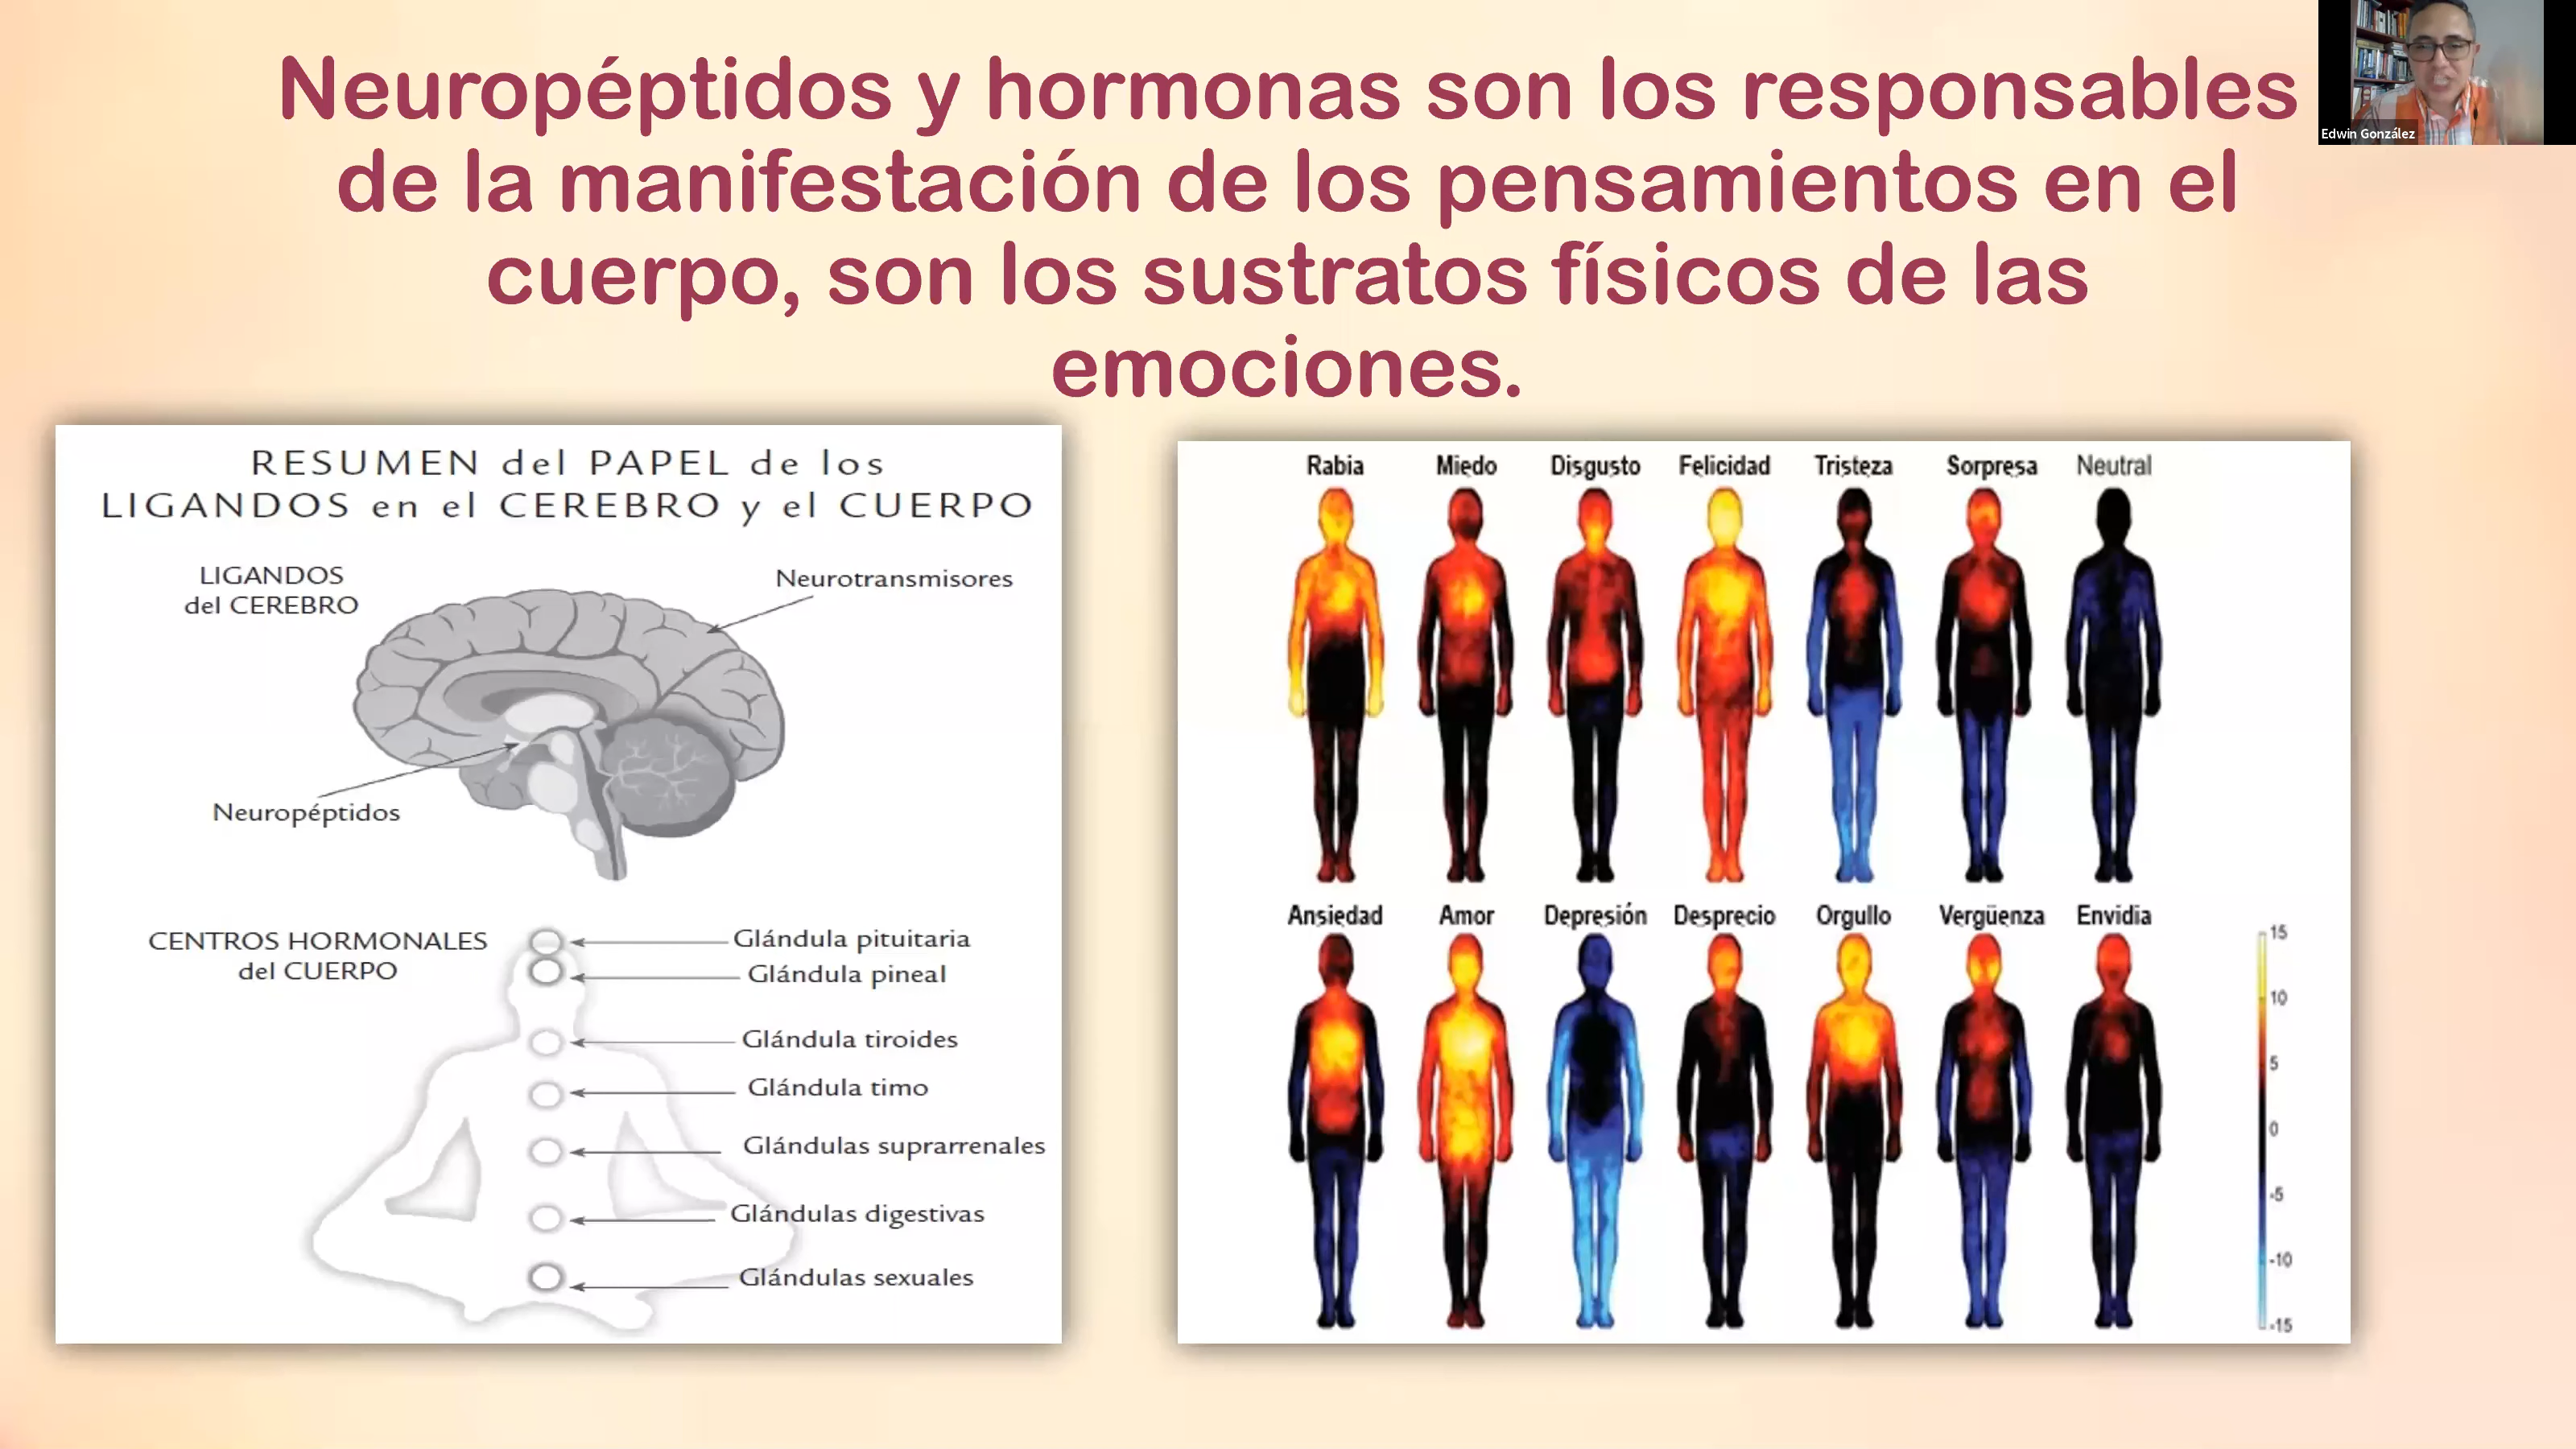 Neuropéptidos y hormonas son los responsables
de la manifestación de los pensamientos en el
cuerpo, son los sustratos físicos de las
emociones.
Edwin González
RESUMEN del PAPEL de los
LIGANDOS en el CEREBRO y el CUERPO
LIGANDOS
del CEREBRO
Neurotransmisores
Neuropéptidos
CENTROS HORMONALES
del CUERPO
Glándula pituitaria
Glándula pineal
Glándula tiroides
Glándula timo
Glándulas suprarrenales
Glándulas digestivas
Glándulas sexuales
Rabia Miedo Disgusto Felicidad Tristeza Sorpresa Neutral
Ansiedad Amor Depresión Desprecio Orgullo Vergüenza Envidia
15
10
5
0
-5
-10
-15